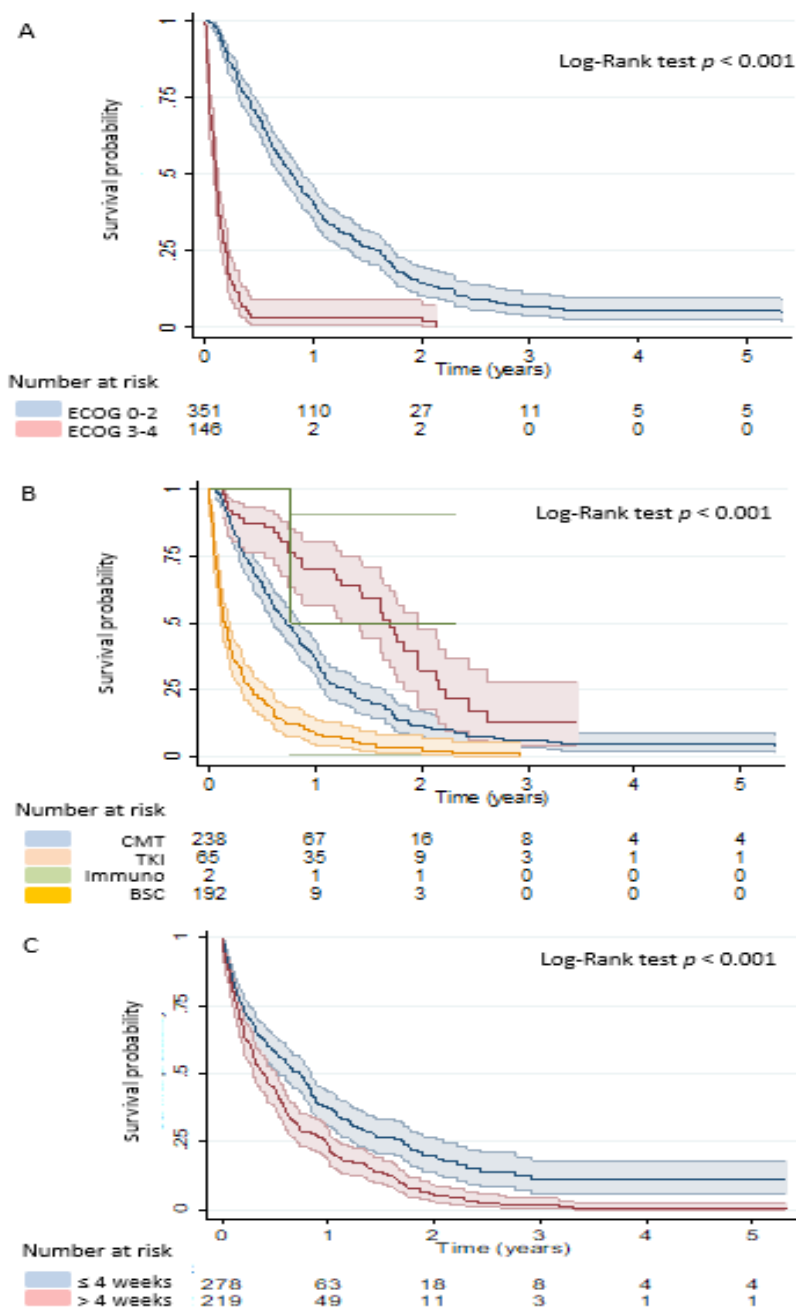 A
Log-Rank test p < 0.001
Survival probability
1
.75
.5
.25
0
0 1 2 3 4 5
Time (years)
Number at risk
ECOG 0-2 351 110 27 11 5 5
ECOG 3-4 146 2 2 0 0 0
B
Log-Rank test p < 0.001
Survival probability
1
.75
.5
.25
0
0 1 2 3 4 5
Time (years)
Number at risk
CMT 238 67 16 8 4 4
TKI 65 35 9 3 1 1
Immuno 2 1 1 0 0 0
BSC 192 9 3 0 0 0
C
Log-Rank test p < 0.001
Survival probability
1
.75
.5
.25
0
0 1 2 3 4 5
Time (years)
Number at risk
≤ 4 weeks 278 63 18 8 4 4
> 4 weeks 219 49 11 3 1 1